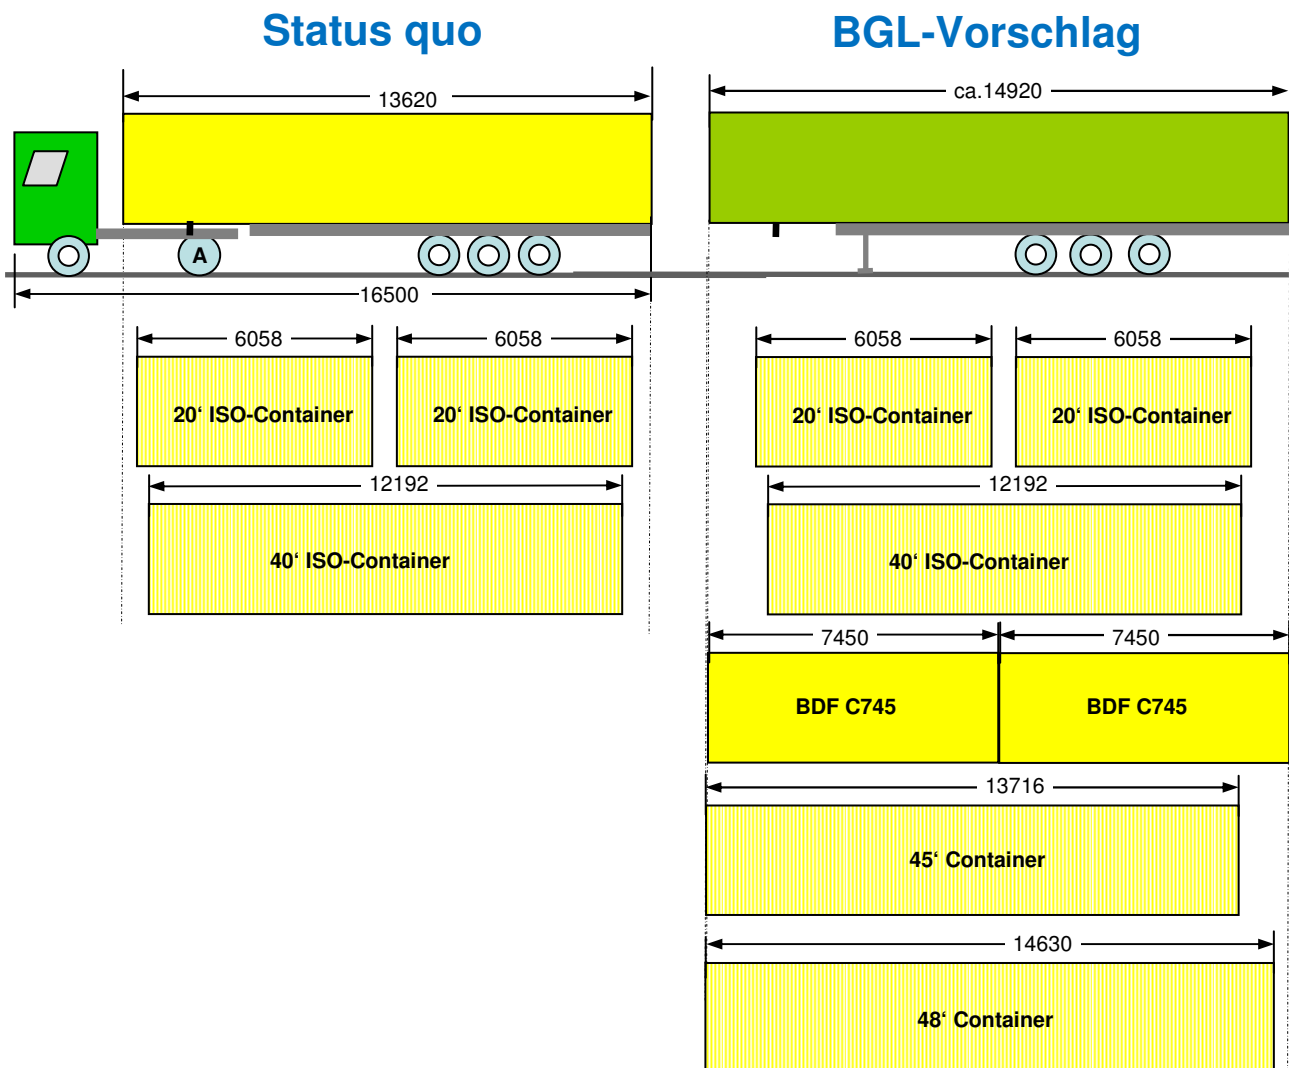 Status quo
BGL-Vorschlag
13620
ca.14920
A
16500
6058
6058
6058
6058
20‘ ISO-Container
20‘ ISO-Container
20‘ ISO-Container
20‘ ISO-Container
12192
12192
40‘ ISO-Container
40‘ ISO-Container
7450
7450
BDF C745
BDF C745
13716
45‘ Container
14630
48‘ Container